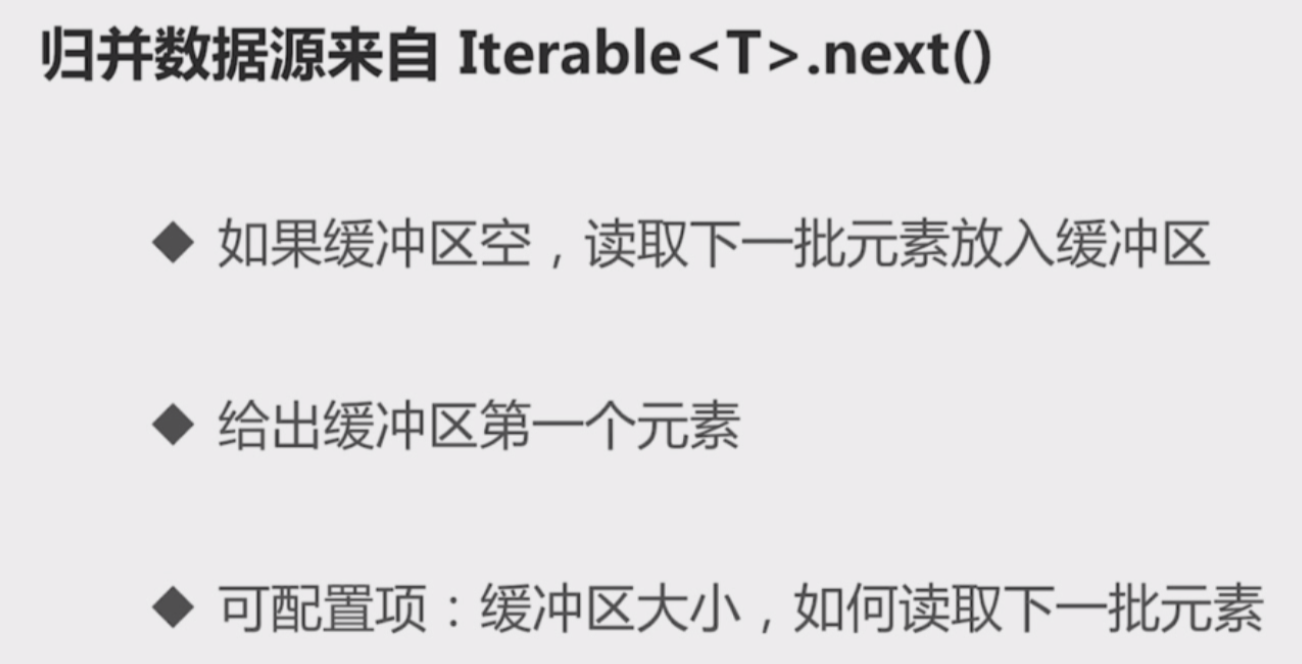 归并数据源来自 Iterable<T>.next()
◆ 如果缓冲区空，读取下一批元素放入缓冲区
◆ 给出缓冲区第一个元素
◆ 可配置项：缓冲区大小，如何读取下一批元素